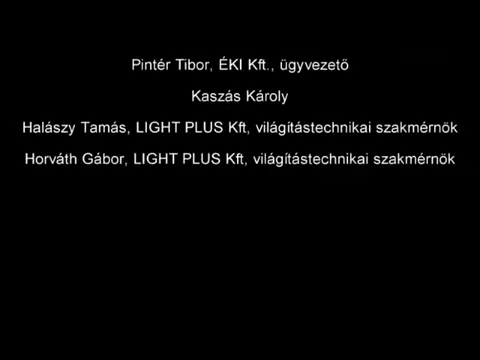 Pintér Tibor, ÉKI Kft., ügyvezető
Kaszás Károly
Halászy Tamás, LIGHT PLUS Kft, világítástechnikai szakmérnök
Horváth Gábor, LIGHT PLUS Kft, világítástechnikai szakmérnök